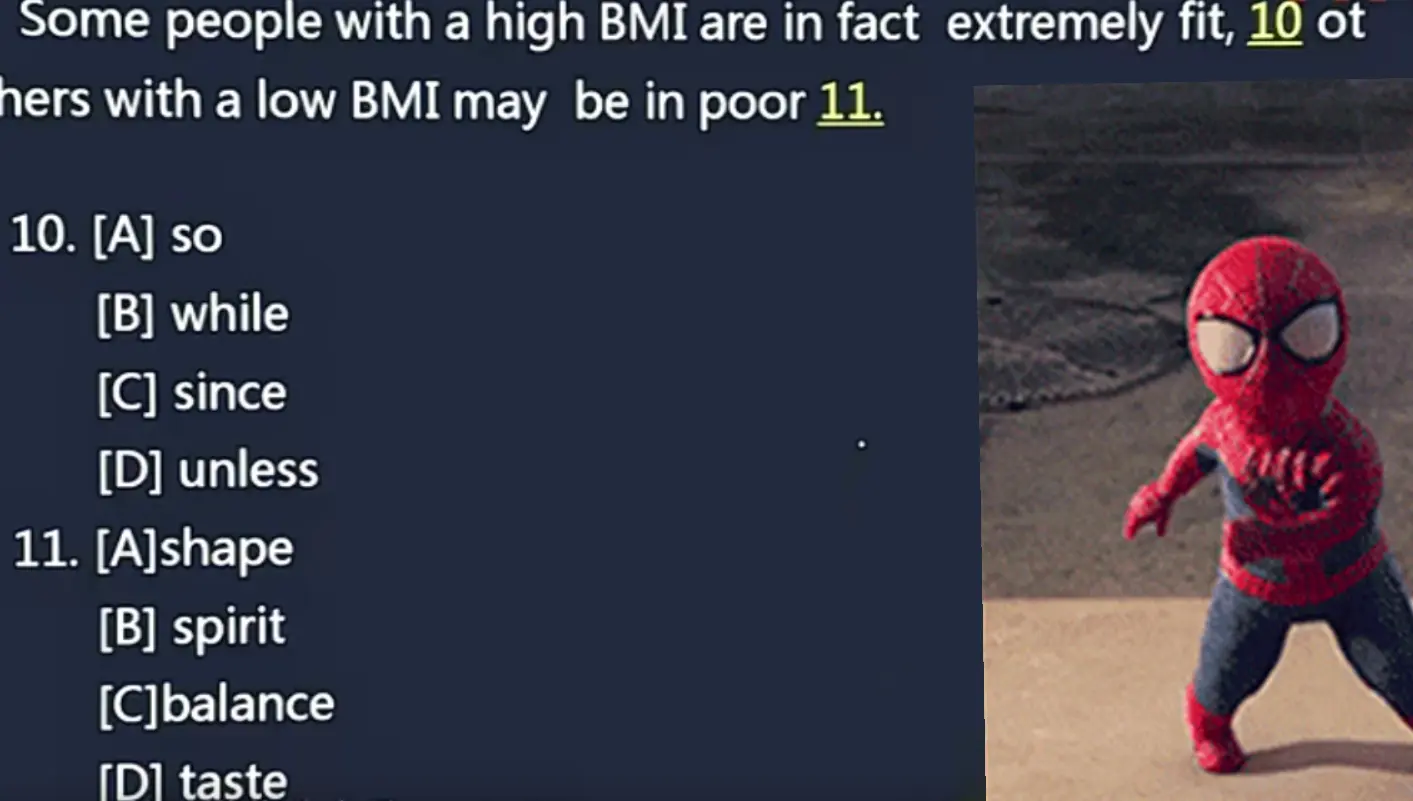 Some people with a high BMI are in fact extremely fit, 10 ot
hers with a low BMI may be in poor 11.
10. [A] so
[B] while
[C] since
[D] unless
11. [A]shape
[B] spirit
[C]balance
[D] taste